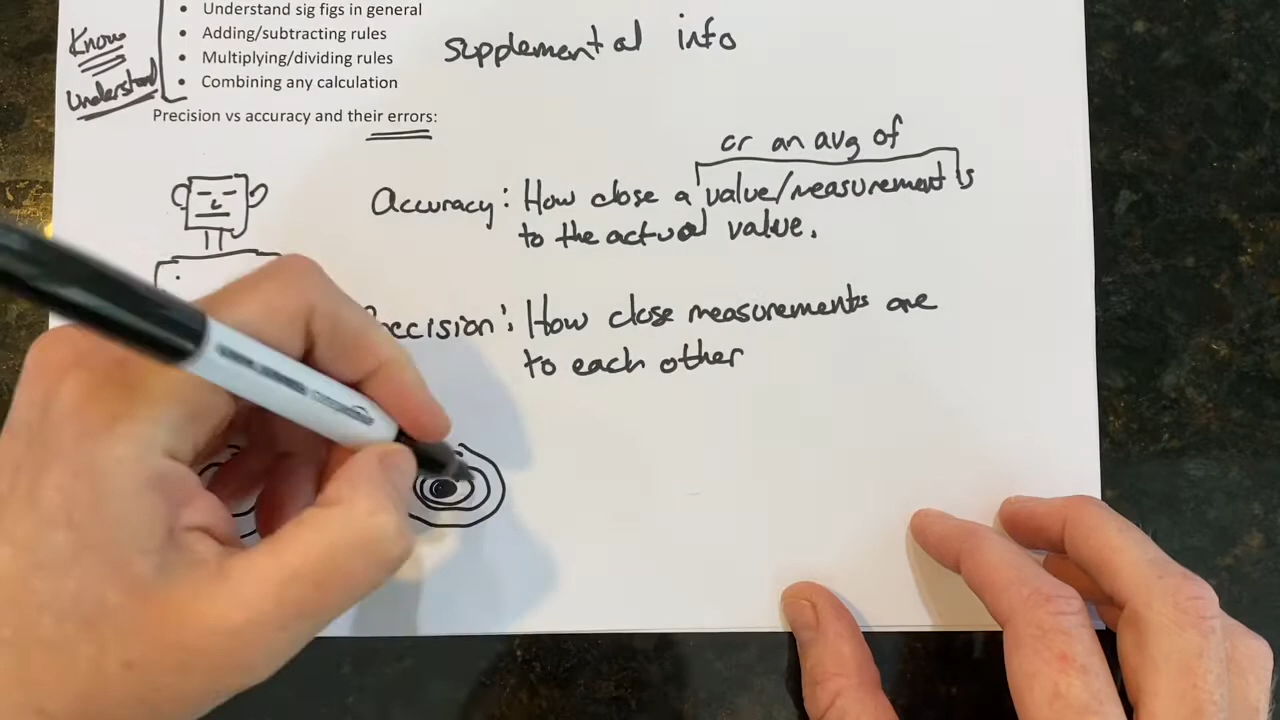 • Understand sig figs in general
• Adding/subtracting rules
• Multiplying/dividing rules
• Combining any calculation
Know
Understand
supplemental info
Precision vs accuracy and their errors:
or an avg of
Accuracy: How close a value/measurement is
to the actual value.
How close measurements are
to each other